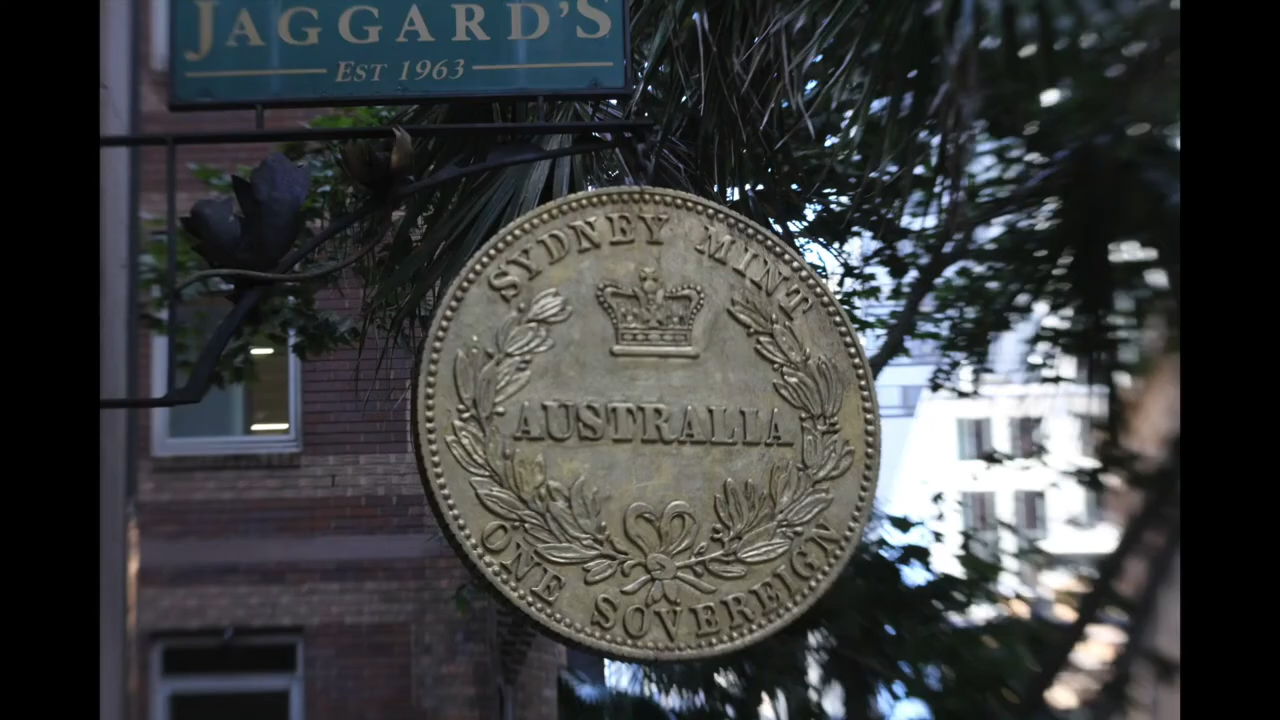 JAGGARD'S
EST 1963
SYDNEY MINT
AUSTRALIA
ONE SOVEREIGN